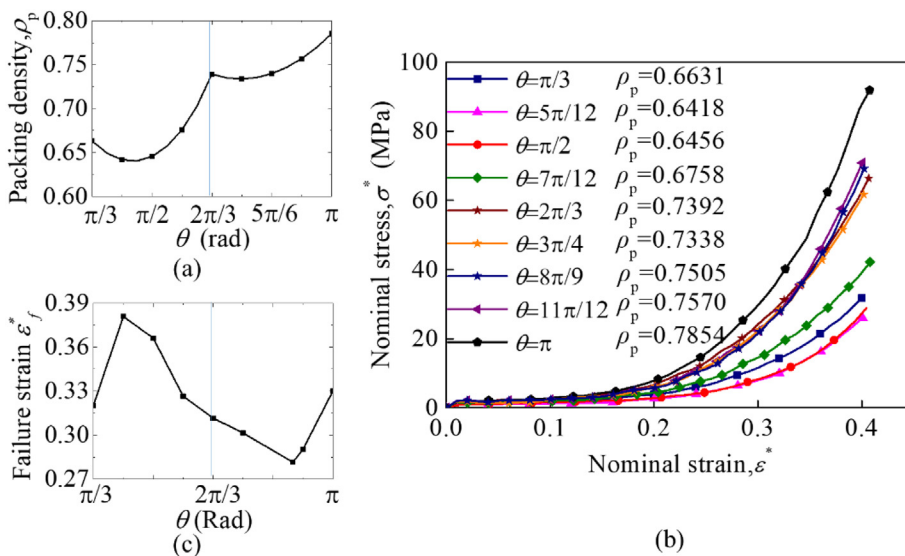 Packing density,ρp
0.80
0.75
0.70
0.65
0.60
π/3 π/2 2π/3 5π/6 π
θ (rad)
(a)
Failure strain ε*f
0.39
0.36
0.33
0.30
0.27
π/3 2π/3 π
θ (Rad)
(c)
Nominal stress,σ* (MPa)
100
80
60
40
20
0
θ=π/3 ρp=0.6631
θ=5π/12 ρp=0.6418
θ=π/2 ρp=0.6456
θ=7π/12 ρp=0.6758
θ=2π/3 ρp=0.7392
θ=3π/4 ρp=0.7338
θ=8π/9 ρp=0.7505
θ=11π/12 ρp=0.7570
θ=π ρp=0.7854
0.0 0.1 0.2 0.3 0.4
Nominal strain,ε*
(b)